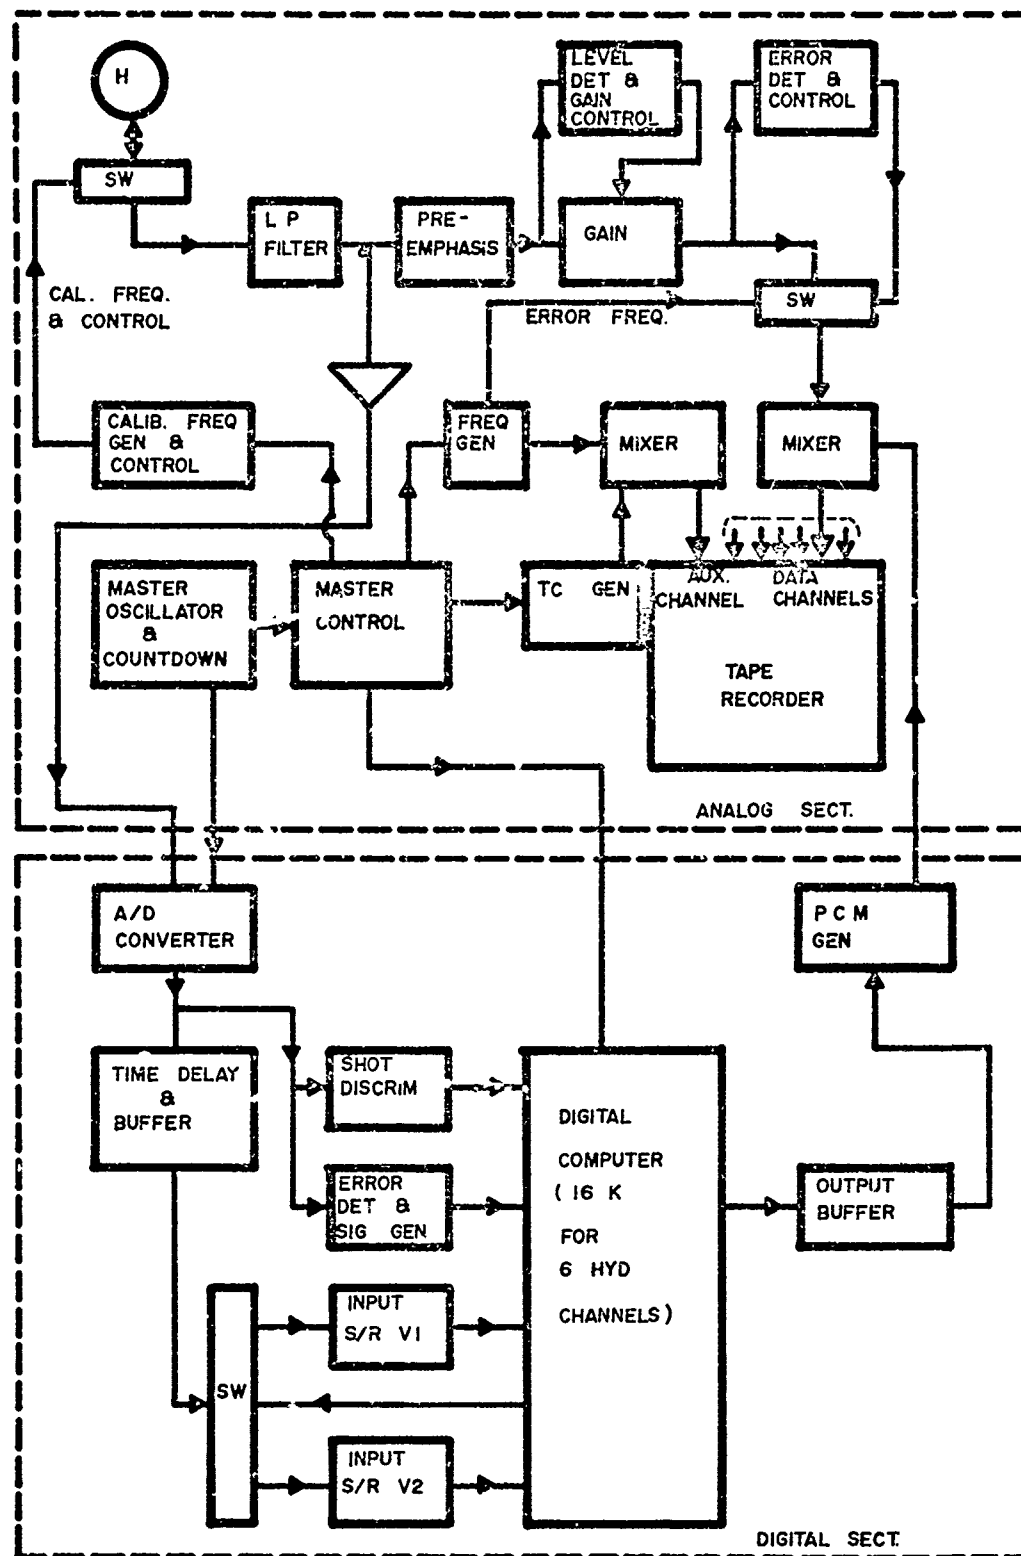 H
SW
LEVEL
DET &
GAIN
CONTROL
ERROR
DET &
CONTROL
L P
FILTER
PRE-
EMPHASIS
GAIN
SW
CAL. FREQ.
& CONTROL
ERROR FREQ.
CALIB. FREQ
GEN &
CONTROL
FREQ
GEN
MIXER
MIXER
MASTER
OSCILLATOR
&
COUNTDOWN
MASTER
CONTROL
TC GEN
AUX.
CHANNEL
DATA
CHANNELS
TAPE
RECORDER
ANALOG SECT.
A/D
CONVERTER
P C M
GEN
TIME DELAY
&
BUFFER
SHOT
DISCRIM
ERROR
DET &
SIG GEN
DIGITAL
COMPUTER
( 16 K
FOR
6 HYD
CHANNELS )
OUTPUT
BUFFER
INPUT
S/R V1
SW
INPUT
S/R V2
DIGITAL SECT.